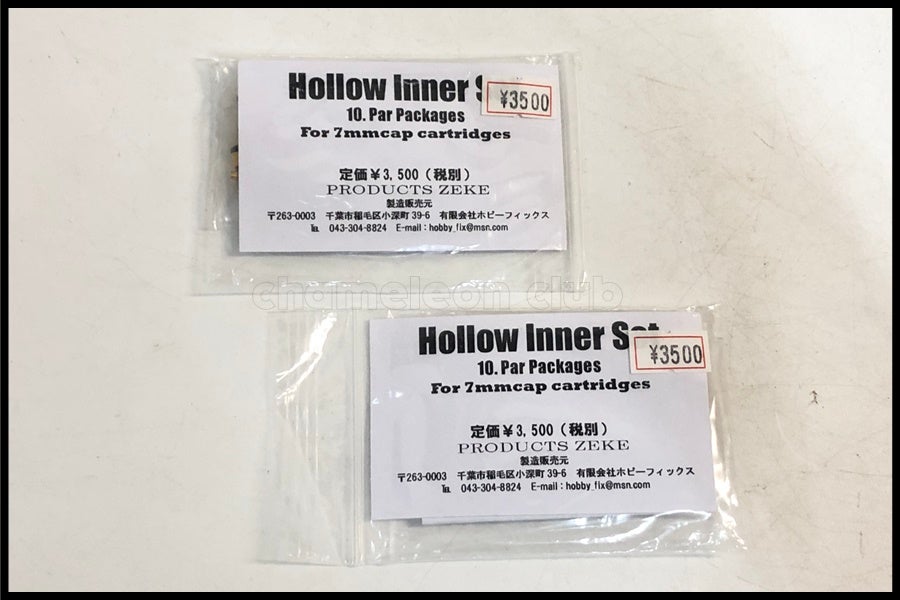 Hollow Inner S
¥3500
10. Par Packages
For 7mmcap cartridges
定価￥3,500（税別）
PRODUCTS ZEKE
製造販売元
〒263-0003 千葉市稲毛区小深町39-6 有限会社ホビーフィックス
℡ 043-304-8824 E-mail：hobby_fix@msn.com
chameleon club
Hollow Inner Set
¥3500
10. Par Packages
For 7mmcap cartridges
定価￥3,500（税別）
PRODUCTS ZEKE
製造販売元
〒263-0003 千葉市稲毛区小深町39-6 有限会社ホビーフィックス
℡ 043-304-8824 E-mail：hobby_fix@msn.com